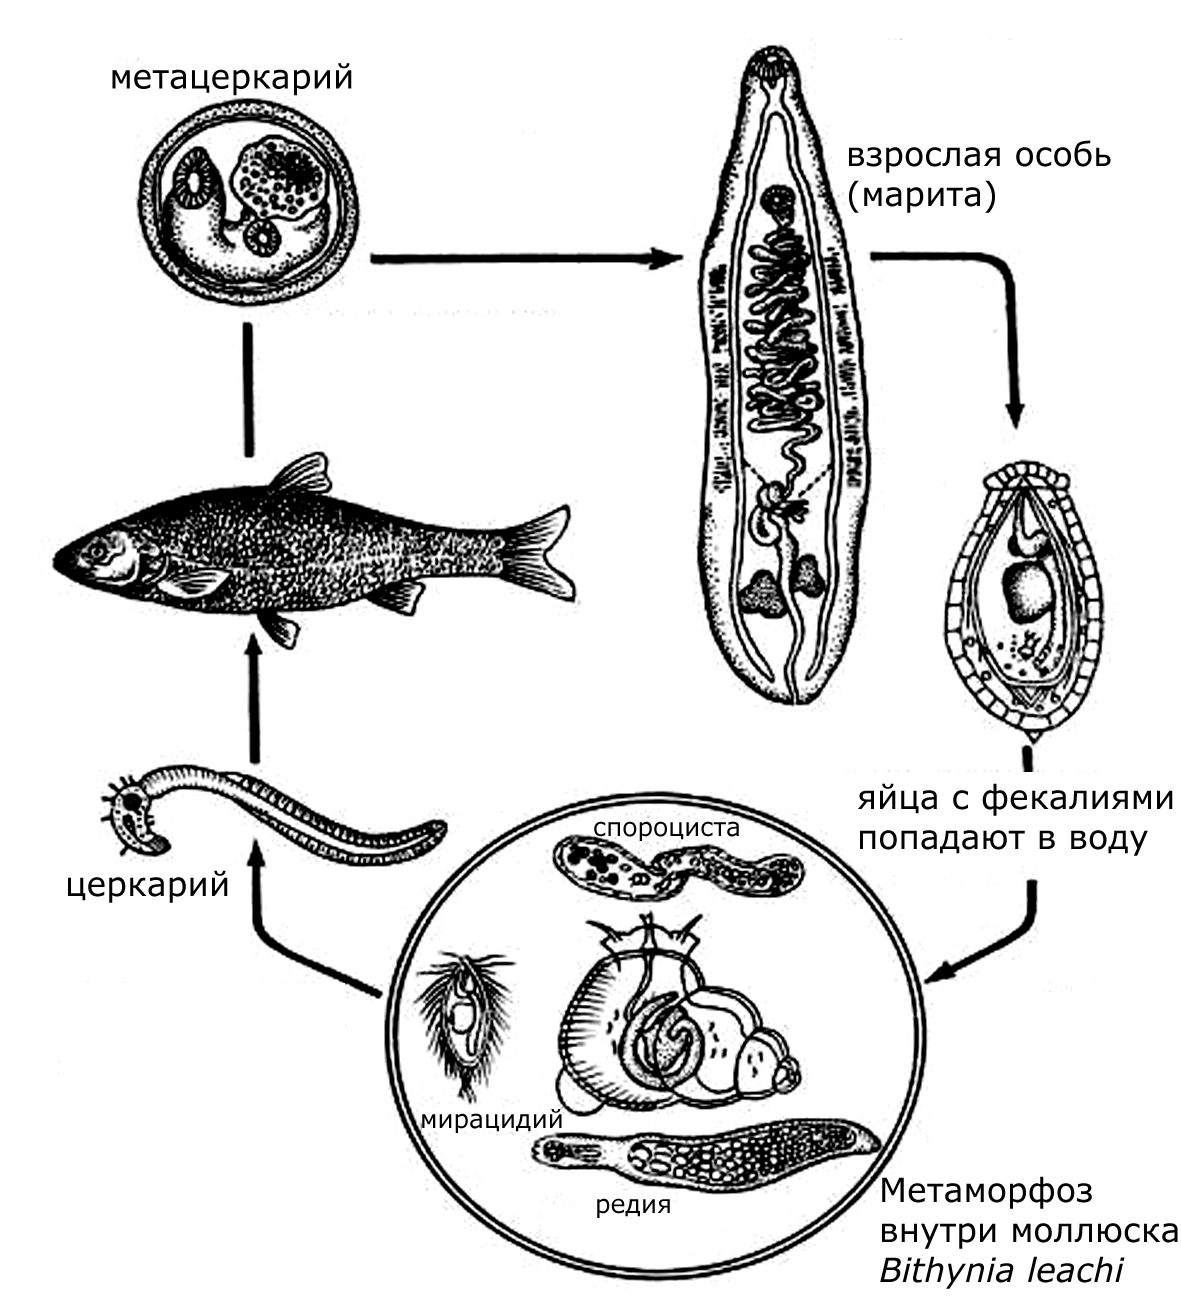 метацеркарий
взрослая особь
(марита)
яйца с фекалиями
попадают в воду
спороциста
церкарий
мирацидий
редия
Метаморфоз
внутри моллюска
Bithynia leachi